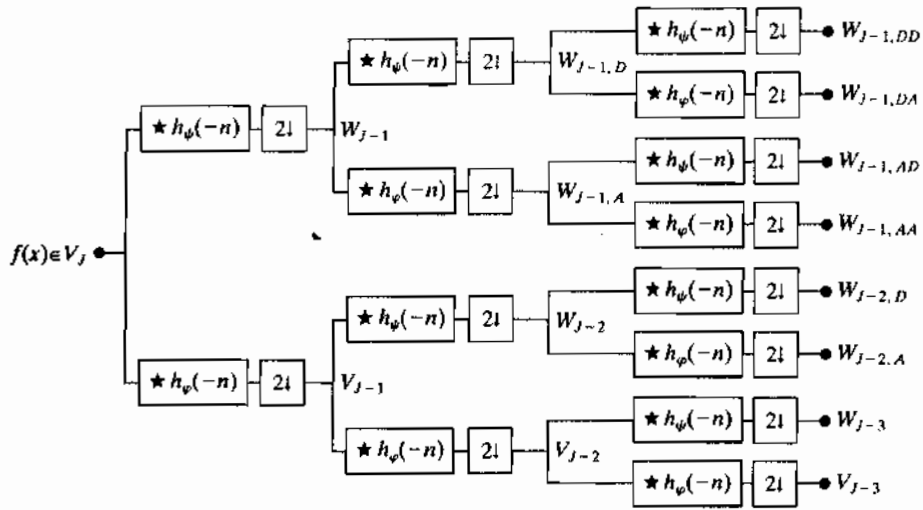 ★ h_ψ(−n) 2↓ W_{J−1, DD}
★ h_ψ(−n) 2↓ W_{J−1, D}
★ h_φ(−n) 2↓ W_{J−1, DA}
★ h_ψ(−n) 2↓ W_{J−1}
★ h_ψ(−n) 2↓ W_{J−1, AD}
★ h_φ(−n) 2↓ W_{J−1, A}
★ h_φ(−n) 2↓ W_{J−1, AA}
f(x)∈V_J
★ h_ψ(−n) 2↓ W_{J−2, D}
★ h_ψ(−n) 2↓ W_{J−2}
★ h_φ(−n) 2↓ W_{J−2, A}
★ h_φ(−n) 2↓ V_{J−1}
★ h_ψ(−n) 2↓ W_{J−3}
★ h_φ(−n) 2↓ V_{J−2}
★ h_φ(−n) 2↓ V_{J−3}